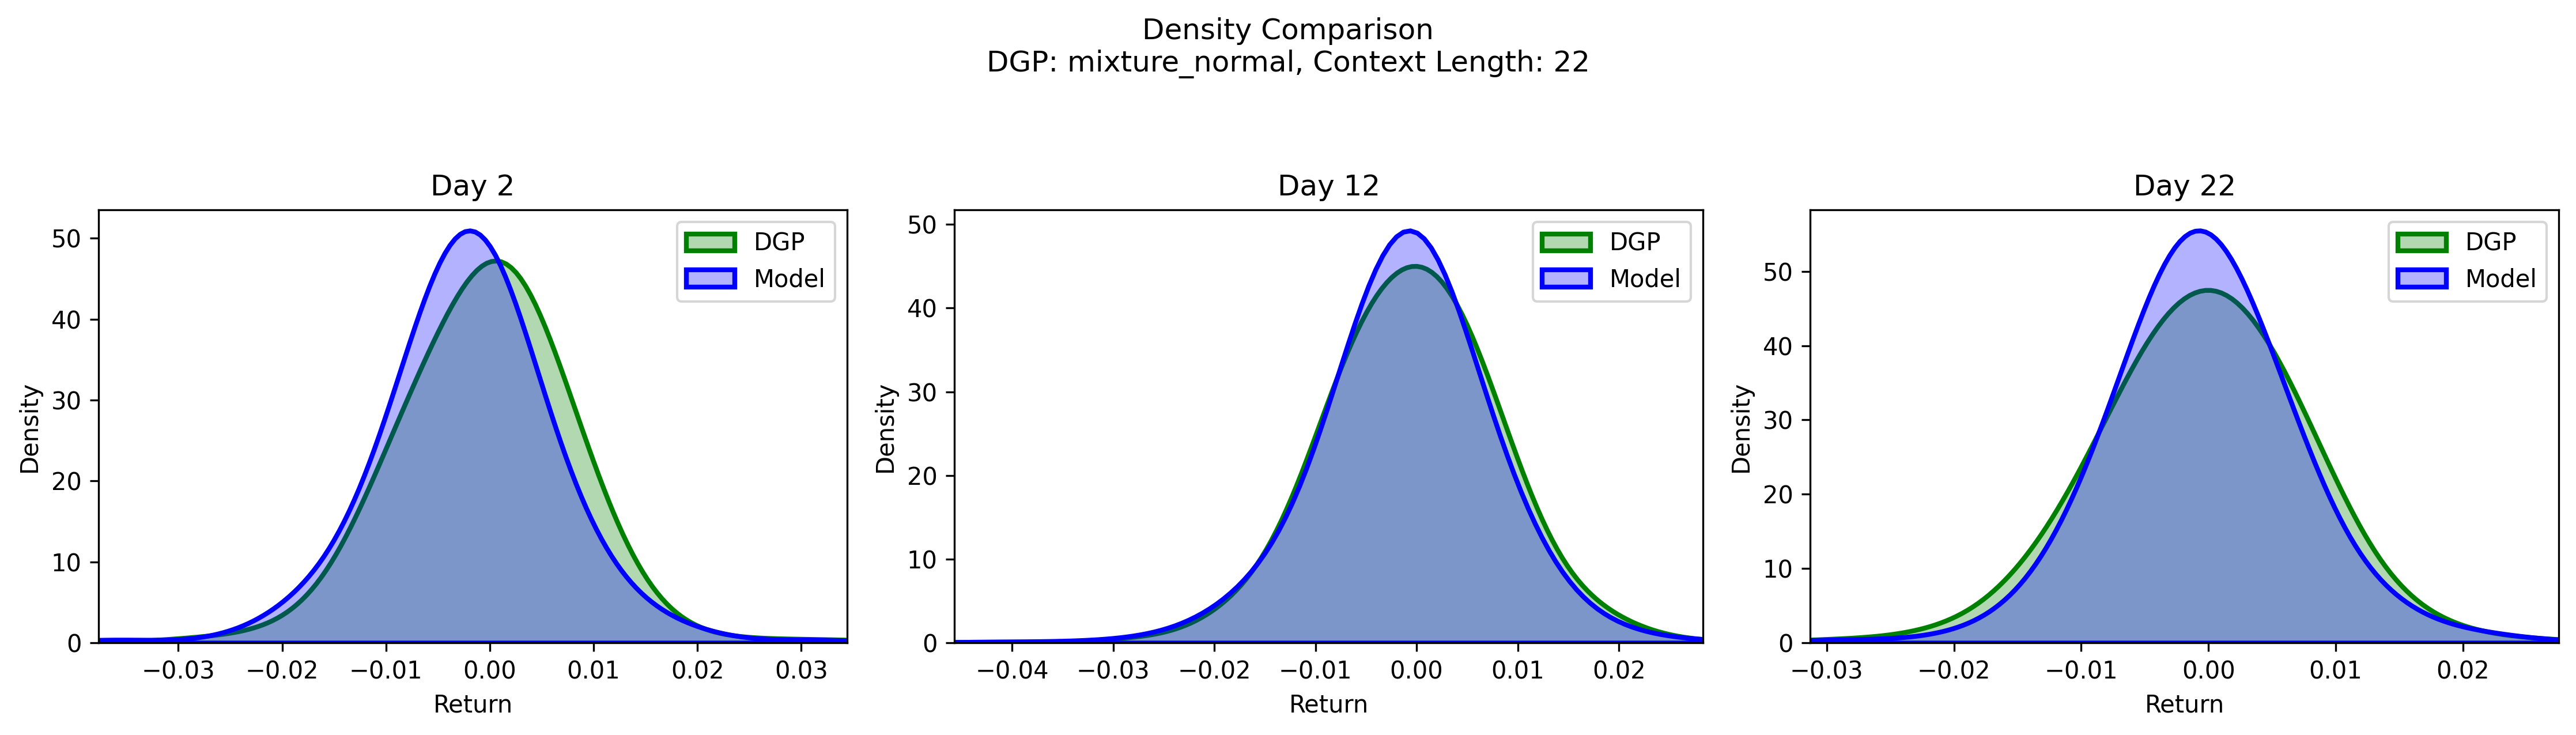 Density Comparison
DGP: mixture_normal, Context Length: 22
Day 2
Density
50
40
30
20
10
0
−0.03 −0.02 −0.01 0.00 0.01 0.02 0.03
Return
DGP
Model
Day 12
Density
50
40
30
20
10
0
−0.04 −0.03 −0.02 −0.01 0.00 0.01 0.02
Return
DGP
Model
Day 22
Density
50
40
30
20
10
0
−0.03 −0.02 −0.01 0.00 0.01 0.02
Return
DGP
Model